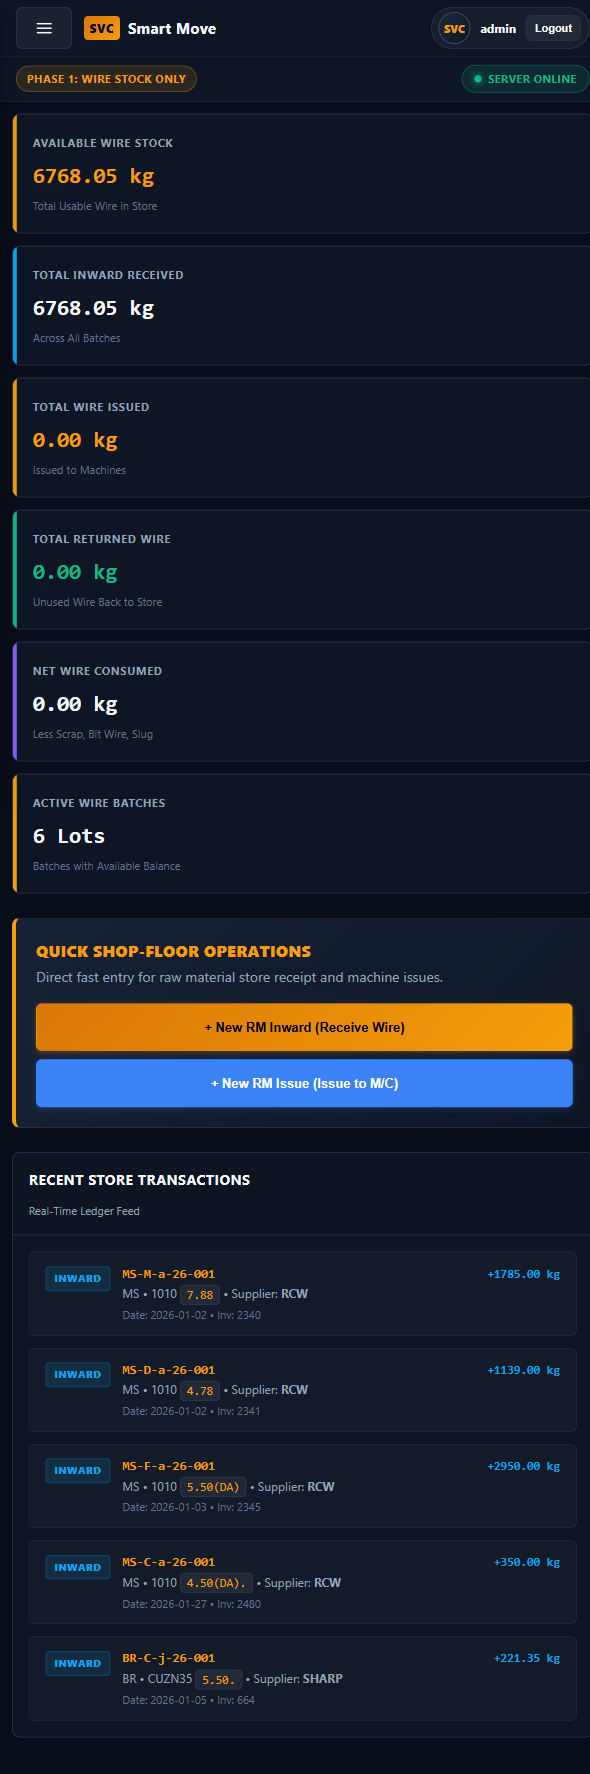 SVC Smart Move SVC admin Logout
PHASE 1: WIRE STOCK ONLY SERVER ONLINE
AVAILABLE WIRE STOCK
6768.05 kg
Total Usable Wire in Store
TOTAL INWARD RECEIVED
6768.05 kg
Across All Batches
TOTAL WIRE ISSUED
0.00 kg
Issued to Machines
TOTAL RETURNED WIRE
0.00 kg
Unused Wire Back to Store
NET WIRE CONSUMED
0.00 kg
Less Scrap, Bit Wire, Slug
ACTIVE WIRE BATCHES
6 Lots
Batches with Available Balance
QUICK SHOP-FLOOR OPERATIONS
Direct fast entry for raw material store receipt and machine issues.
+ New RM Inward (Receive Wire)
+ New RM Issue (Issue to M/C)
RECENT STORE TRANSACTIONS
Real-Time Ledger Feed
INWARD MS-M-a-26-001 +1785.00 kg
MS • 1010 7.88 • Supplier: RCW
Date: 2026-01-02 • Inv: 2340
INWARD MS-D-a-26-001 +1139.00 kg
MS • 1010 4.78 • Supplier: RCW
Date: 2026-01-02 • Inv: 2341
INWARD MS-F-a-26-001 +2950.00 kg
MS • 1010 5.50(DA) • Supplier: RCW
Date: 2026-01-03 • Inv: 2345
INWARD MS-C-a-26-001 +350.00 kg
MS • 1010 4.50(DA). • Supplier: RCW
Date: 2026-01-27 • Inv: 2480
INWARD BR-C-j-26-001 +221.35 kg
BR • CUZN35 5.50. • Supplier: SHARP
Date: 2026-01-05 • Inv: 664